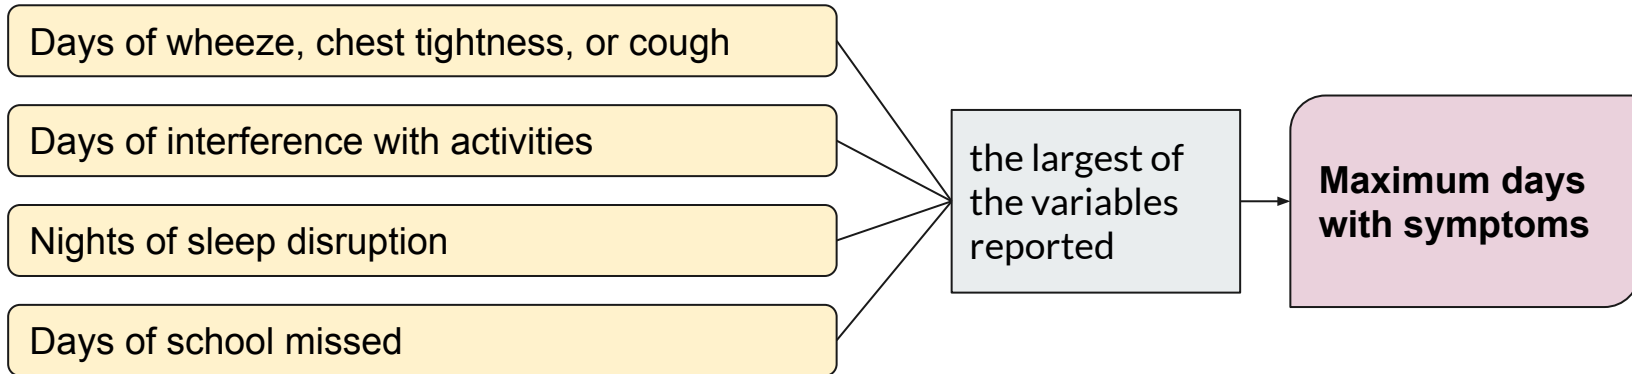 Days of wheeze, chest tightness, or cough
Days of interference with activities
Nights of sleep disruption
Days of school missed
the largest of
the variables
reported
Maximum days
with symptoms